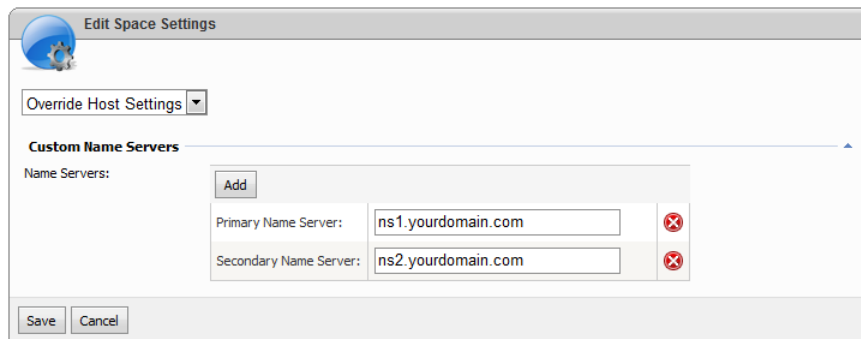 Edit Space Settings
Override Host Settings
Custom Name Servers
Name Servers:
Add
Primary Name Server: ns1.yourdomain.com
Secondary Name Server: ns2.yourdomain.com
Save Cancel